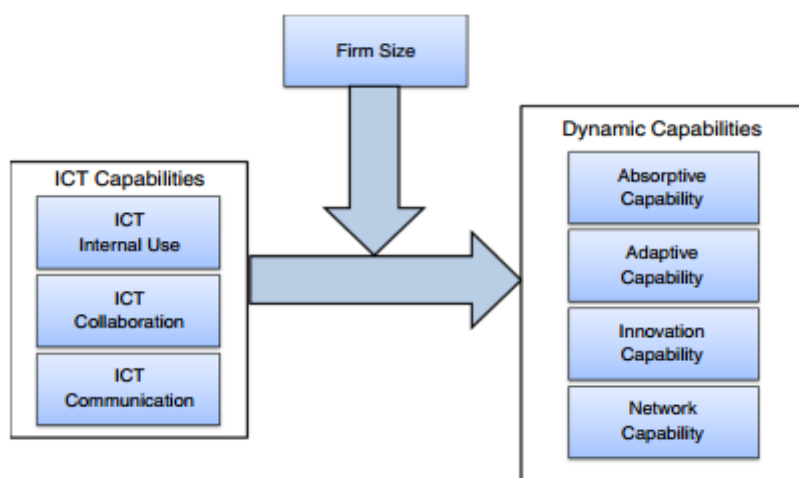 Firm Size
ICT Capabilities
ICT
Internal Use
ICT
Collaboration
ICT
Communication
Dynamic Capabilities
Absorptive
Capability
Adaptive
Capability
Innovation
Capability
Network
Capability